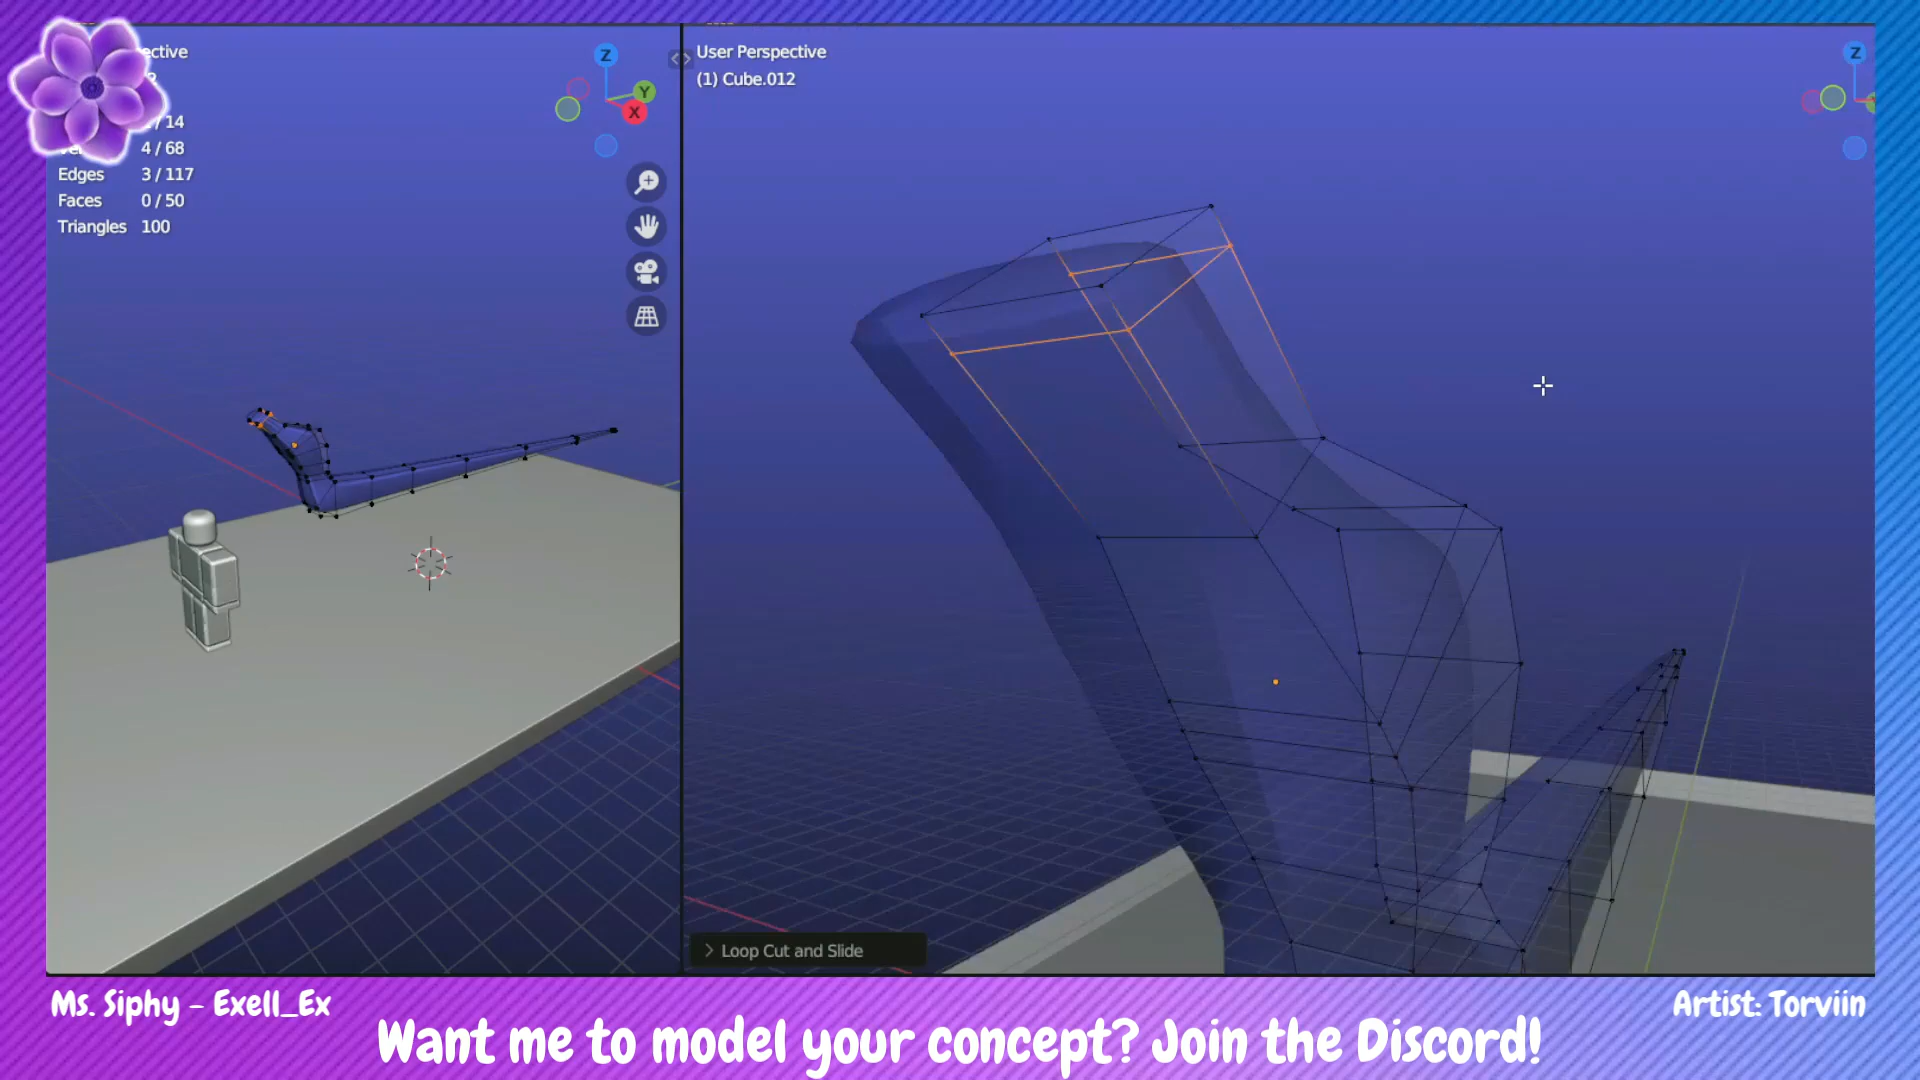 ective
/ 14
4 / 68
Edges 3 / 117
Faces 0 / 50
Triangles 100
Z
Y
X
User Perspective
(1) Cube.012
Z
Loop Cut and Slide
Ms. Siphy - Exell_Ex
Artist: Torviin
Want me to model your concept? Join the Discord!